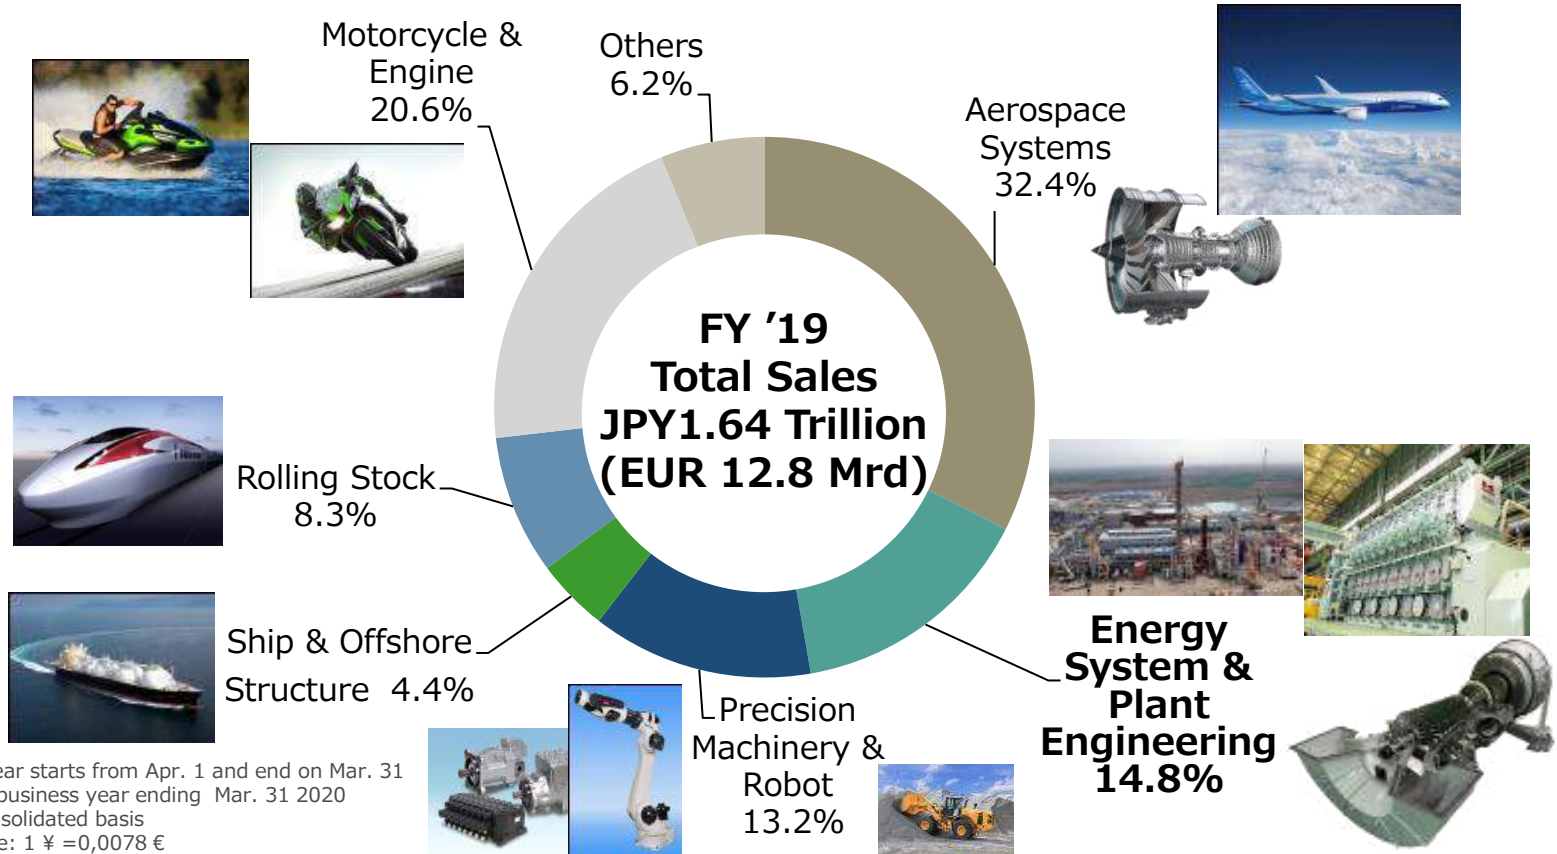 Motorcycle &
Engine
20.6%
Others
6.2%
Aerospace
Systems
32.4%
FY ’19
Total Sales
JPY1.64 Trillion
(EUR 12.8 Mrd)
Rolling Stock
8.3%
Ship & Offshore
Structure 4.4%
Precision
Machinery &
Robot
13.2%
Energy
System &
Plant
Engineering
14.8%
starts from Apr. 1 and end on Mar. 31
business year ending Mar. 31 2020
basis
1 ¥ =0,0078 €